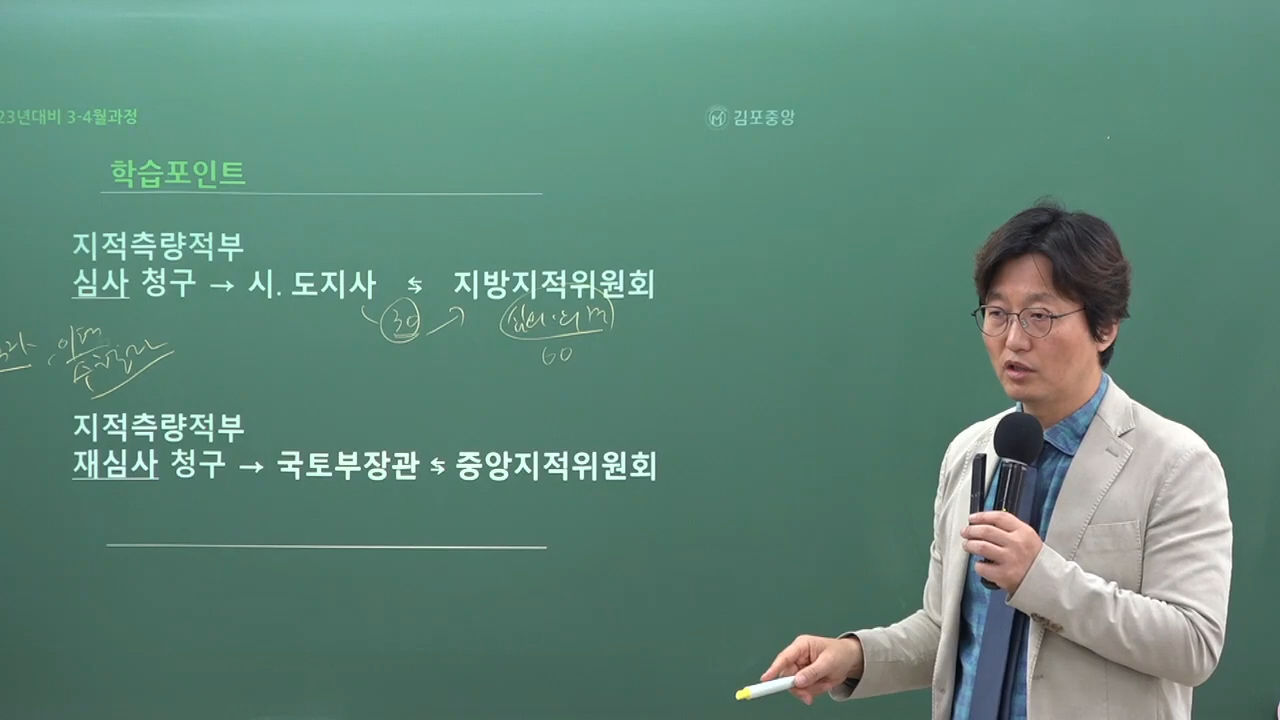 23년대비 3-4월과정
김포중앙
학습포인트
지적측량적부
심사 청구 → 시. 도지사 ⇆ 지방지적위원회
30
60
지적측량적부
재심사 청구 → 국토부장관 ⇆ 중앙지적위원회